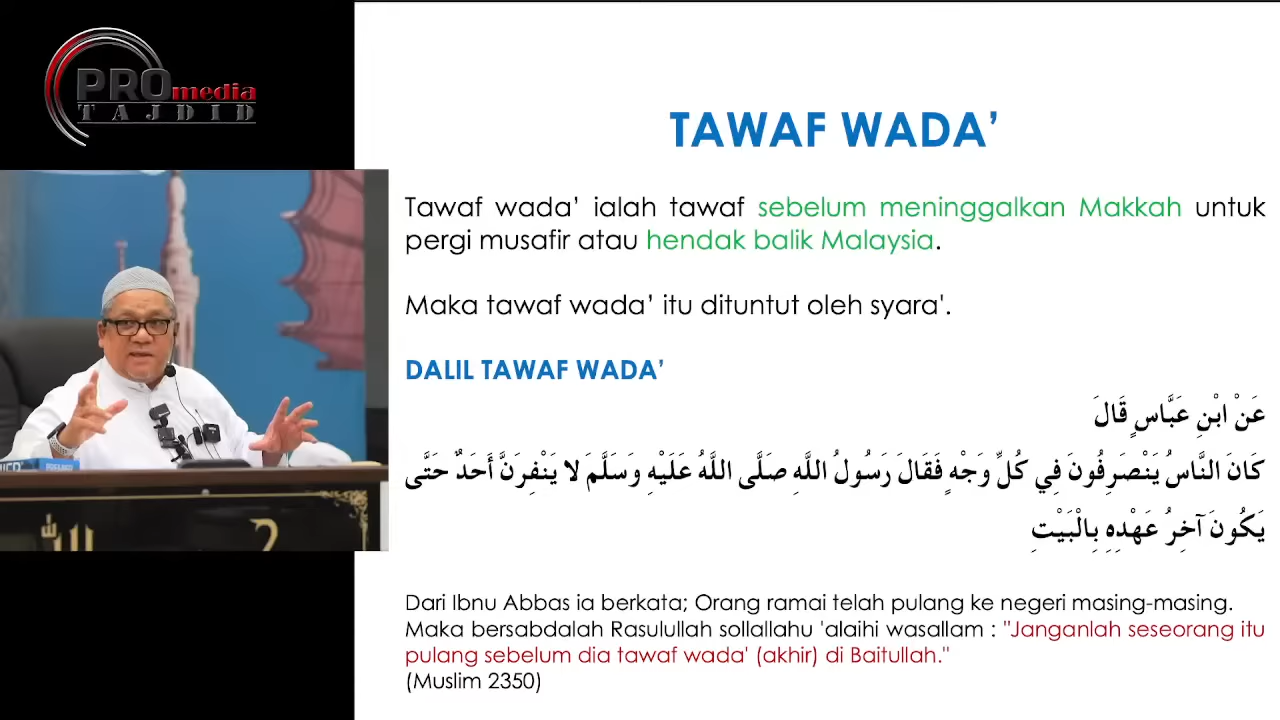 PROmedia
TAJDID
TAWAF WADA’
Tawaf wada’ ialah tawaf sebelum meninggalkan Makkah untuk
pergi musafir atau hendak balik Malaysia.
Maka tawaf wada’ itu dituntut oleh syara'.
DALIL TAWAF WADA’
عَنْ ابْنِ عَبَّاسٍ قَالَ
كَانَ النَّاسُ يَنْصَرِفُونَ فِي كُلِّ وَجْهٍ فَقَالَ رَسُولُ اللَّهِ صَلَّى اللَّهُ عَلَيْهِ وَسَلَّمَ لَا يَنْفِرَنَّ أَحَدٌ حَتَّى
يَكُونَ آخِرُ عَهْدِهِ بِالْبَيْتِ
Dari Ibnu Abbas ia berkata; Orang ramai telah pulang ke negeri masing-masing.
Maka bersabdalah Rasulullah sollallahu 'alaihi wasallam : "Janganlah seseorang itu
pulang sebelum dia tawaf wada' (akhir) di Baitullah."
(Muslim 2350)